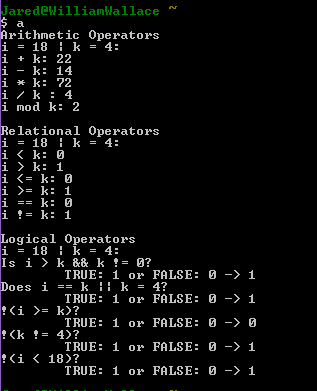 Jared@WilliamWallace ~
$ a
Arithmetic Operators
i = 18 ¦ k = 4:
i + k: 22
i - k: 14
i * k: 72
i / k : 4
i mod k: 2
Relational Operators
i = 18 ¦ k = 4:
i < k: 0
i > k: 1
i <= k: 0
i >= k: 1
i == k: 0
i != k: 1
Logical Operators
i = 18 ¦ k = 4:
Is i > k && k != 0?
TRUE: 1 or FALSE: 0 -> 1
Does i == k ¦¦ k = 4?
TRUE: 1 or FALSE: 0 -> 1
!(i >= k)?
TRUE: 1 or FALSE: 0 -> 0
!(k != 4)?
TRUE: 1 or FALSE: 0 -> 1
!(i < 18)?
TRUE: 1 or FALSE: 0 -> 1
Jared@WilliamWallace ~